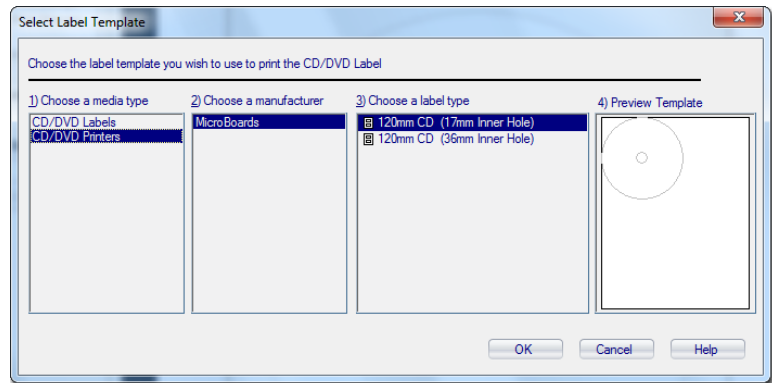 Select Label Template
Choose the label template you wish to use to print the CD/DVD Label
1) Choose a media type
CD/DVD Labels
CD/DVD Printers
2) Choose a manufacturer
MicroBoards
3) Choose a label type
120mm CD (17mm Inner Hole)
120mm CD (36mm Inner Hole)
4) Preview Template
OK Cancel Help